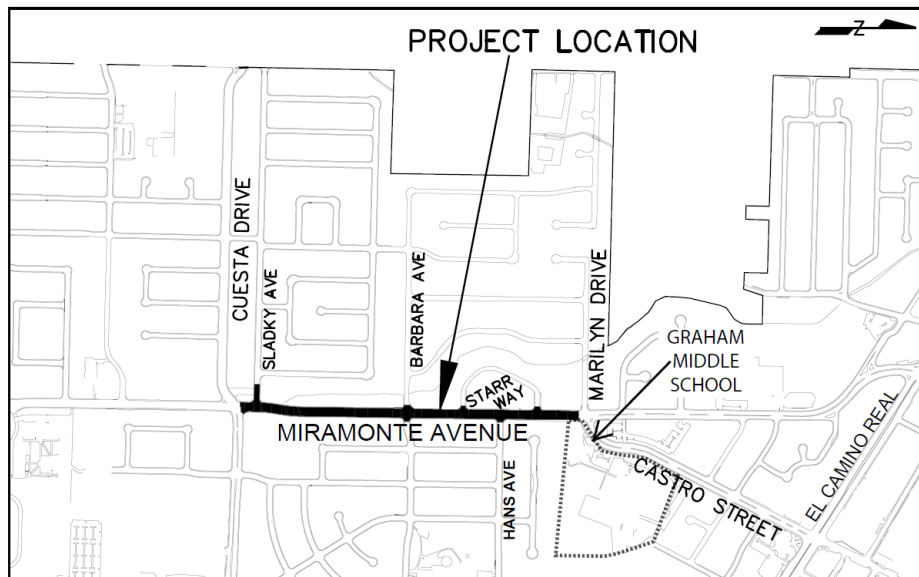 PROJECT LOCATION
Z
CUESTA DRIVE
SLADKY AVE
BARBARA AVE
MARILYN DRIVE
GRAHAM
MIDDLE
SCHOOL
STARR
WAY
MIRAMONTE AVENUE
HANS AVE
CASTRO STREET
EL CAMINO REAL